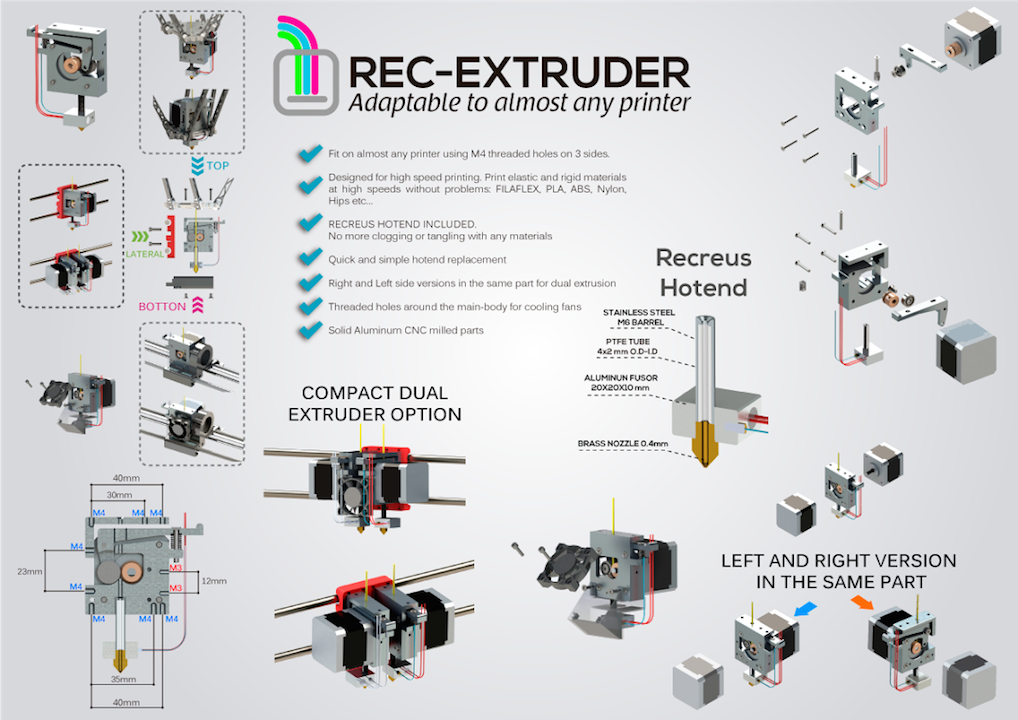 REC-EXTRUDER
Adaptable to almost any printer
Fit on almost any printer using M4 threaded holes on 3 sides.
Designed for high speed printing. Print elastic and rigid materials
at high speeds without problems: FILAFLEX, PLA, ABS, Nylon,
Hips etc...
RECREUS HOTEND INCLUDED.
No more clogging or tangling with any materials
Quick and simple hotend replacement
Right and Left side versions in the same part for dual extrusion
Threaded holes around the main-body for cooling fans
Solid Aluminum CNC milled parts
TOP
LATERAL
BOTTON
Recreus
Hotend
STAINLESS STEEL
M6 BARREL
PTFE TUBE
4x2 mm O.D-I.D
ALUMINUN FUSOR
20X20X10 mm
BRASS NOZZLE 0.4mm
COMPACT DUAL
EXTRUDER OPTION
40mm
30mm
M4 M4 M4
M4
23mm
M3
12mm
M4
M3
M4 M4 M4
35mm
40mm
LEFT AND RIGHT VERSION
IN THE SAME PART